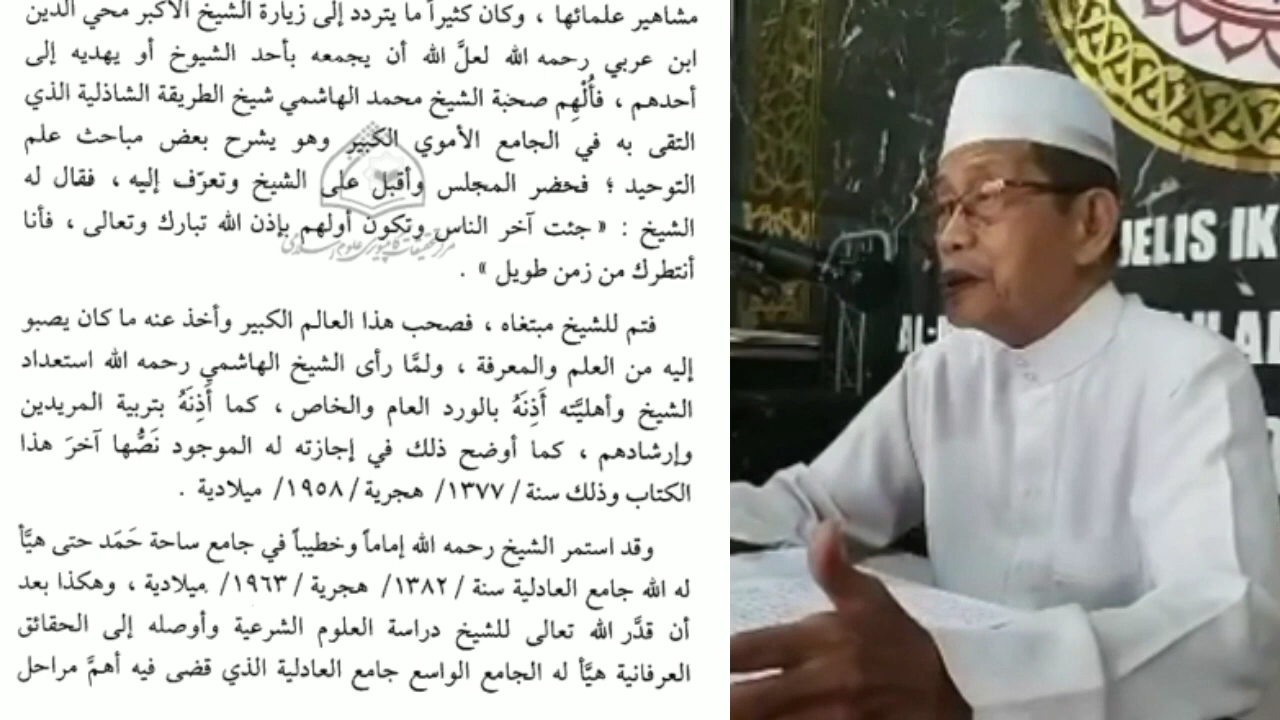 مشاهير علمائها ، وكان كثيراً ما يتردد إلى زيارة الشيخ الأكبر محي الدين
ابن عربي رحمه الله لعلَّ الله أن يجمعه بأحد الشيوخ أو يهديه إلى
أحدهم ، فأُلْهِم صحبة الشيخ محمد الهاشمي شيخ الطريقة الشاذلية الذي
التقى به في الجامع الأموي الكبير وهو يشرح بعض مباحث علم
التوحيد ؛ فحضر المجلس وأقبل على الشيخ وتعرّف إليه ، فقال له
الشيخ : « جئت آخر الناس وتكون أولهم بإذن الله تبارك وتعالى ، فأنا
أنتطرك من زمن طويل » .
فتم للشيخ مبتغاه ، فصحب هذا العالم الكبير وأخذ عنه ما كان يصبو
إليه من العلم والمعرفة ، ولمَّا رأى الشيخ الهاشمي رحمه الله استعداد
الشيخ وأهليَّته أَذِنَهُ بالورد العام والخاص ، كما أَذِنَهُ بتربية المريدين
وإرشادهم ، كما أوضح ذلك في إجازته له الموجود نَصُّها آخرَ هذا
الكتاب وذلك سنة /١٣٧٧/ هجرية /١٩٥٨/ ميلادية .
وقد استمر الشيخ رحمه الله إماماً وخطيباً في جامع ساحة حَمَد حتى هيَّأ
له الله جامع العادلية سنة /١٣٨٢/ هجرية /١٩٦٣/ ميلادية ، وهكذا بعد
أن قدَّر الله تعالى للشيخ دراسة العلوم الشرعية وأوصله إلى الحقائق
العرفانية هيَّأ له الجامع الواسع جامع العادلية الذي قضى فيه أهمَّ مراحل
JELIS IK